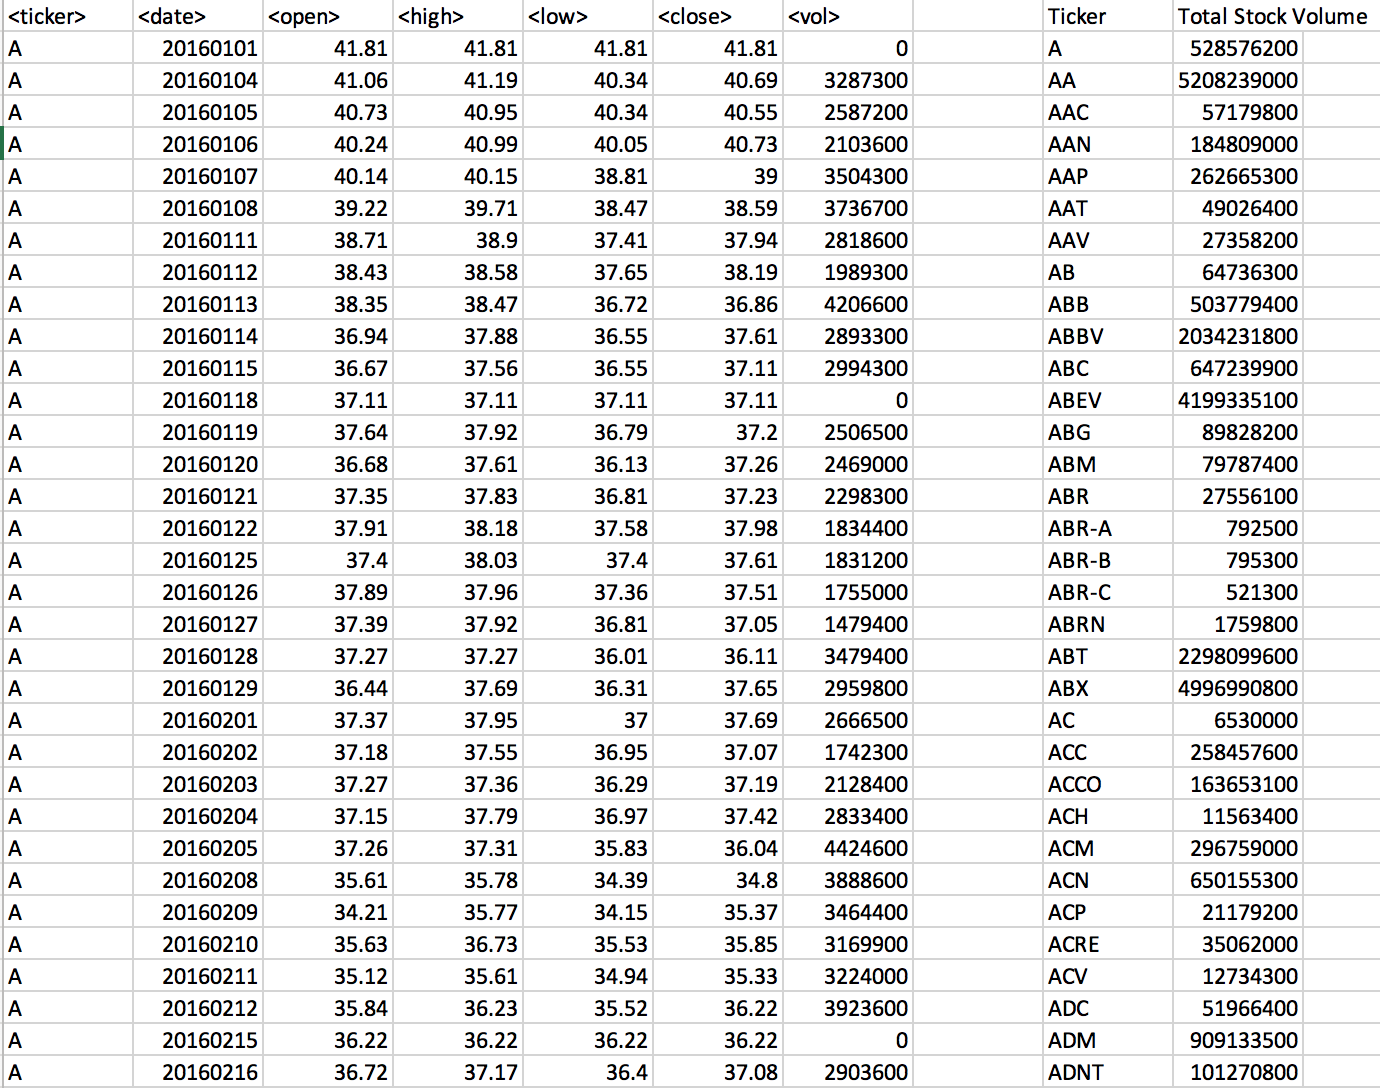 <ticker> <date> <open> <high> <low> <close> <vol> Ticker Total Stock Volume
A 20160101 41.81 41.81 41.81 41.81 0 A 528576200
A 20160104 41.06 41.19 40.34 40.69 3287300 AA 5208239000
A 20160105 40.73 40.95 40.34 40.55 2587200 AAC 57179800
A 20160106 40.24 40.99 40.05 40.73 2103600 AAN 184809000
A 20160107 40.14 40.15 38.81 39 3504300 AAP 262665300
A 20160108 39.22 39.71 38.47 38.59 3736700 AAT 49026400
A 20160111 38.71 38.9 37.41 37.94 2818600 AAV 27358200
A 20160112 38.43 38.58 37.65 38.19 1989300 AB 64736300
A 20160113 38.35 38.47 36.72 36.86 4206600 ABB 503779400
A 20160114 36.94 37.88 36.55 37.61 2893300 ABBV 2034231800
A 20160115 36.67 37.56 36.55 37.11 2994300 ABC 647239900
A 20160118 37.11 37.11 37.11 37.11 0 ABEV 4199335100
A 20160119 37.64 37.92 36.79 37.2 2506500 ABG 89828200
A 20160120 36.68 37.61 36.13 37.26 2469000 ABM 79787400
A 20160121 37.35 37.83 36.81 37.23 2298300 ABR 27556100
A 20160122 37.91 38.18 37.58 37.98 1834400 ABR-A 792500
A 20160125 37.4 38.03 37.4 37.61 1831200 ABR-B 795300
A 20160126 37.89 37.96 37.36 37.51 1755000 ABR-C 521300
A 20160127 37.39 37.92 36.81 37.05 1479400 ABRN 1759800
A 20160128 37.27 37.27 36.01 36.11 3479400 ABT 2298099600
A 20160129 36.44 37.69 36.31 37.65 2959800 ABX 4996990800
A 20160201 37.37 37.95 37 37.69 2666500 AC 6530000
A 20160202 37.18 37.55 36.95 37.07 1742300 ACC 258457600
A 20160203 37.27 37.36 36.29 37.19 2128400 ACCO 163653100
A 20160204 37.15 37.79 36.97 37.42 2833400 ACH 11563400
A 20160205 37.26 37.31 35.83 36.04 4424600 ACM 296759000
A 20160208 35.61 35.78 34.39 34.8 3888600 ACN 650155300
A 20160209 34.21 35.77 34.15 35.37 3464400 ACP 21179200
A 20160210 35.63 36.73 35.53 35.85 3169900 ACRE 35062000
A 20160211 35.12 35.61 34.94 35.33 3224000 ACV 12734300
A 20160212 35.84 36.23 35.52 36.22 3923600 ADC 51966400
A 20160215 36.22 36.22 36.22 36.22 0 ADM 909133500
A 20160216 36.72 37.17 36.4 37.08 2903600 ADNT 101270800